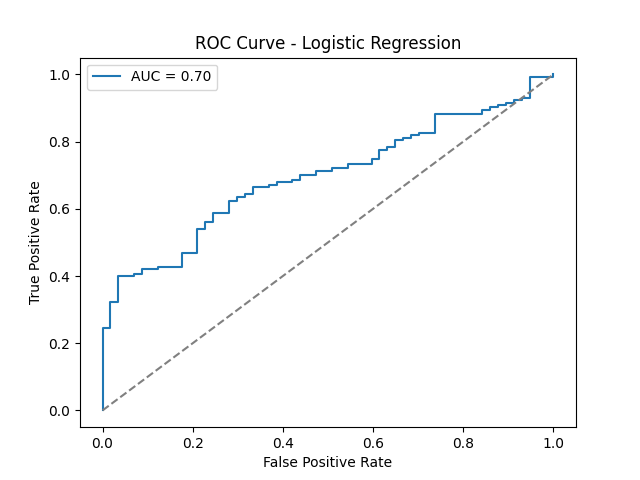 ROC Curve - Logistic Regression
AUC = 0.70
True Positive Rate
1.0
0.8
0.6
0.4
0.2
0.0
0.0 0.2 0.4 0.6 0.8 1.0
False Positive Rate